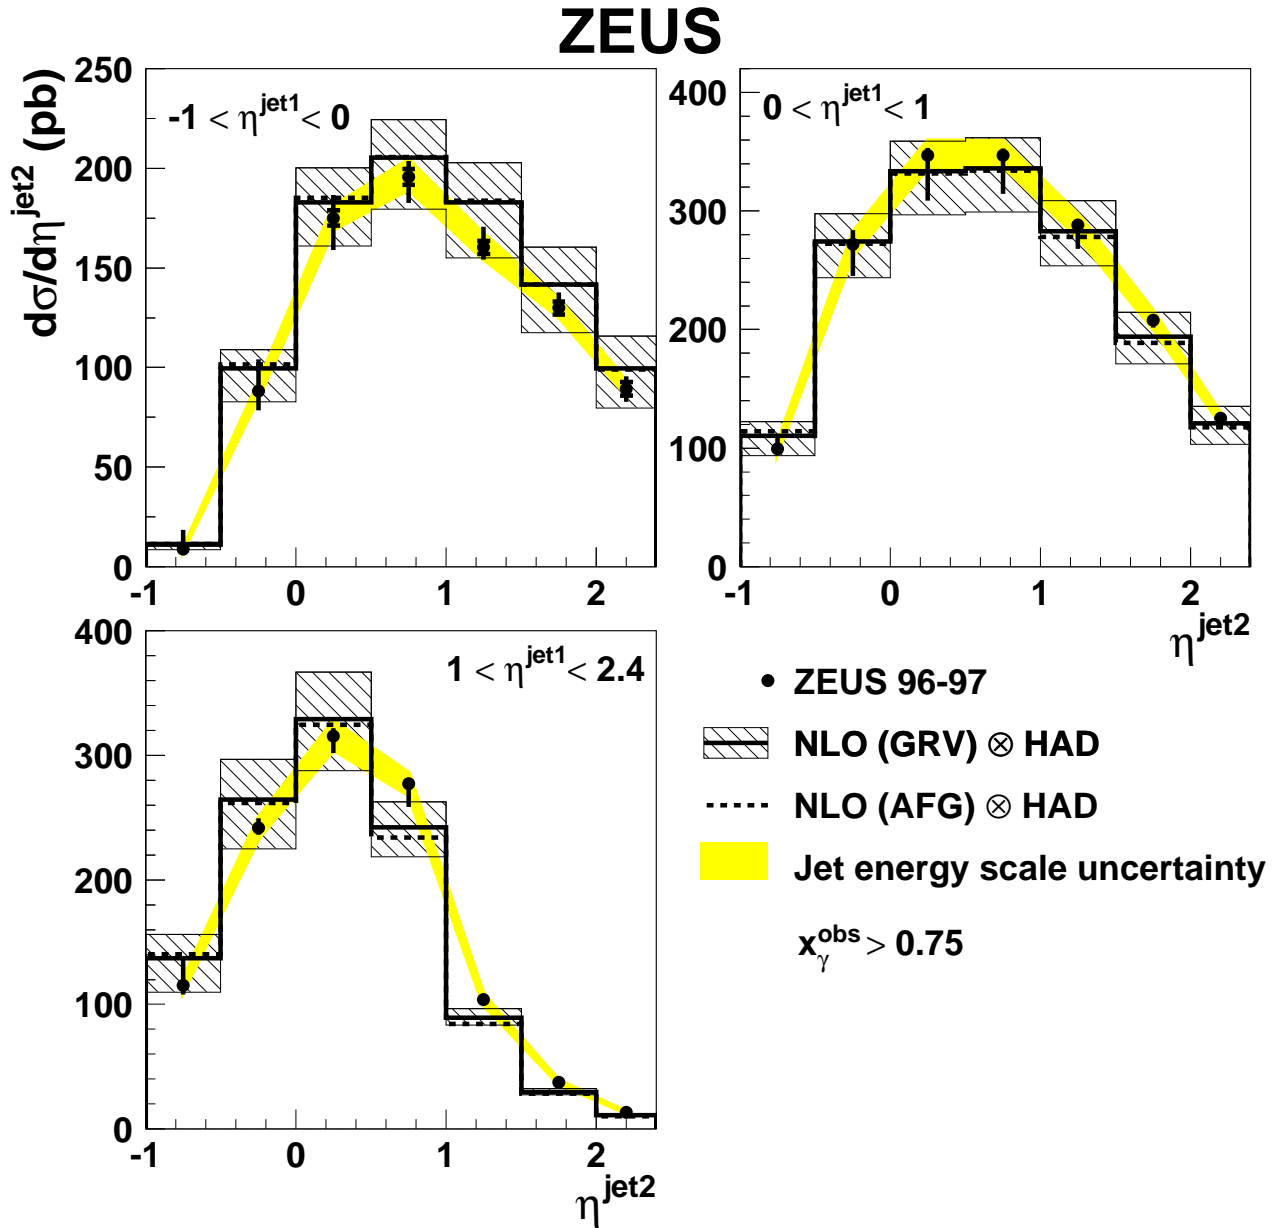 ZEUS
dσ/dη^jet2 (pb)
-1 < η^jet1 < 0
250
200
150
100
50
0
-1 0 1 2
0 < η^jet1 < 1
400
300
200
100
0
-1 0 1 2
η^jet2
1 < η^jet1 < 2.4
400
300
200
100
0
-1 0 1 2
η^jet2
ZEUS 96-97
NLO (GRV) ⊗ HAD
NLO (AFG) ⊗ HAD
Jet energy scale uncertainty
x_γ^obs > 0.75